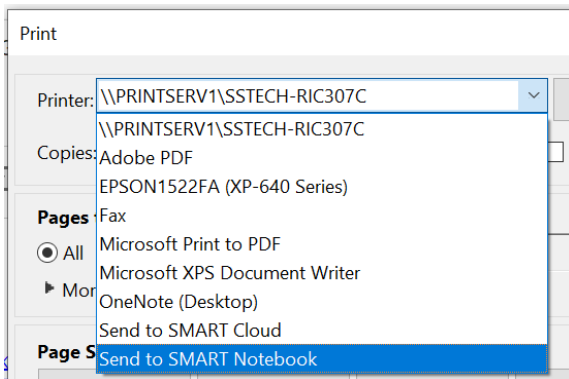 Print
Printer: \\PRINTSERV1\SSTECH-RIC307C
\\PRINTSERV1\SSTECH-RIC307C
Copies:
Adobe PDF
EPSON1522FA (XP-640 Series)
Pages
Fax
All
Microsoft Print to PDF
Microsoft XPS Document Writer
Mor
OneNote (Desktop)
Send to SMART Cloud
Page S
Send to SMART Notebook